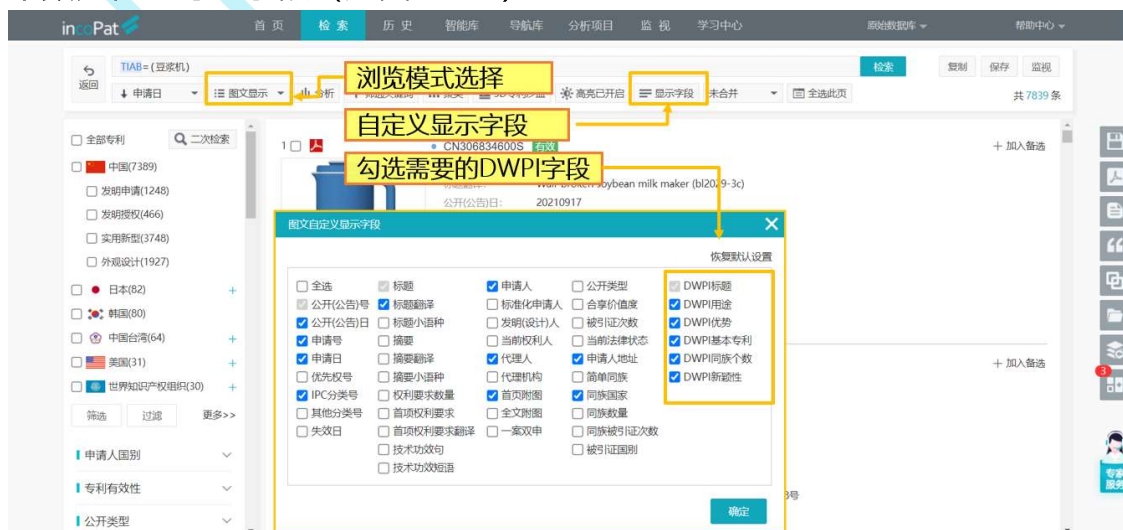 incoPat 首页 检索 历史 智能库 导航库 分析项目 监视 学习中心 原始数据库 帮助中心
返回 TIAB=(豆浆机) 检索 复制 保存 监视
申请日 图文显示 分析 高亮已开启 显示字段 未合并 全选此页 共 7839 条
浏览模式选择
自定义显示字段
勾选需要的DWPI字段
全部专利 二次检索
中国(7389)
发明申请(1248)
发明授权(466)
实用新型(3748)
外观设计(1927)
日本(82) +
韩国(80)
中国台湾(64) +
美国(31) +
世界知识产权组织(30) +
筛选 过滤 更多>>
申请人国别
专利有效性
公开类型
1 CN306834600S 有效 + 加入备选
soybean milk maker (bl2029-3c)
公开(公告)日: 20210917
图文自定义显示字段
恢复默认设置
全选 标题 申请人 公开类型 DWPI标题
公开(公告)号 标题翻译 标准化申请人 合享价值度 DWPI用途
公开(公告)日 标题小语种 发明(设计)人 被引证次数 DWPI优势
申请号 摘要 当前权利人 当前法律状态 DWPI基本专利
申请日 摘要翻译 代理人 申请人地址 DWPI同族个数
优先权号 摘要小语种 代理机构 简单同族 DWPI新颖性
IPC分类号 权利要求数量 首页附图 同族国家
其他分类号 首项权利要求 全文附图 同族数量
失效日 首项权利要求翻译 一案双申 同族被引证次数
技术功效句 被引证国别
技术功效短语
确定
+ 加入备选
3号
3
专家
服务